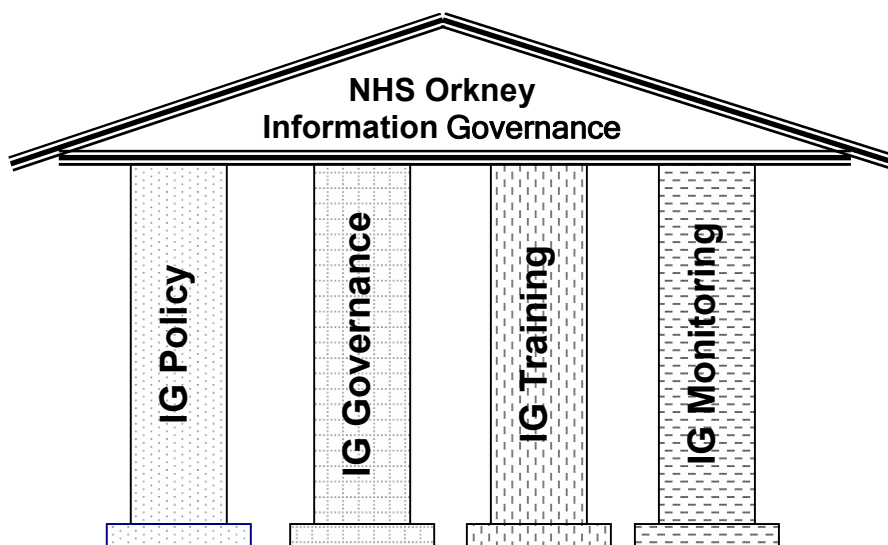 NHS Orkney
Information Governance
IG Policy
IG Governance
IG Training
IG Monitoring